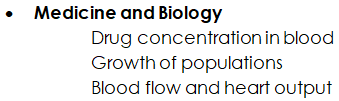 • Medicine and Biology
Drug concentration in blood
Growth of populations
Blood flow and heart output